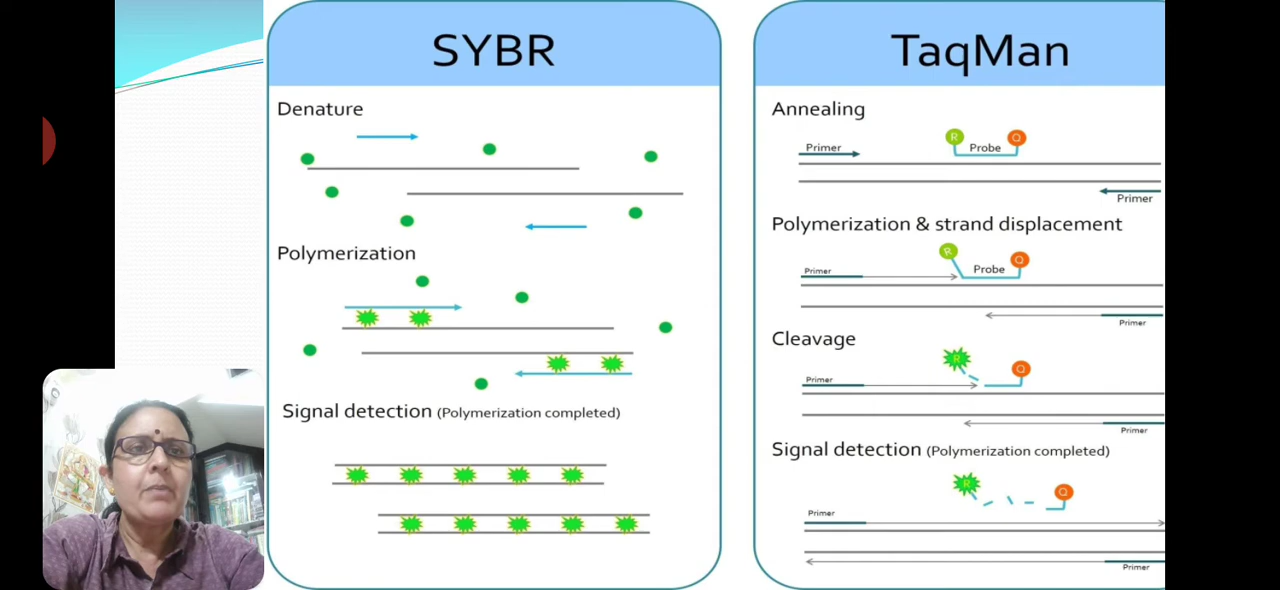 SYBR
Denature
Polymerization
Signal detection (Polymerization completed)
TaqMan
Annealing
Primer
R
Probe
Q
Primer
Polymerization & strand displacement
R
Q
Primer
Probe
Primer
Cleavage
R
Q
Primer
Primer
Signal detection (Polymerization completed)
R
Q
Primer
Primer